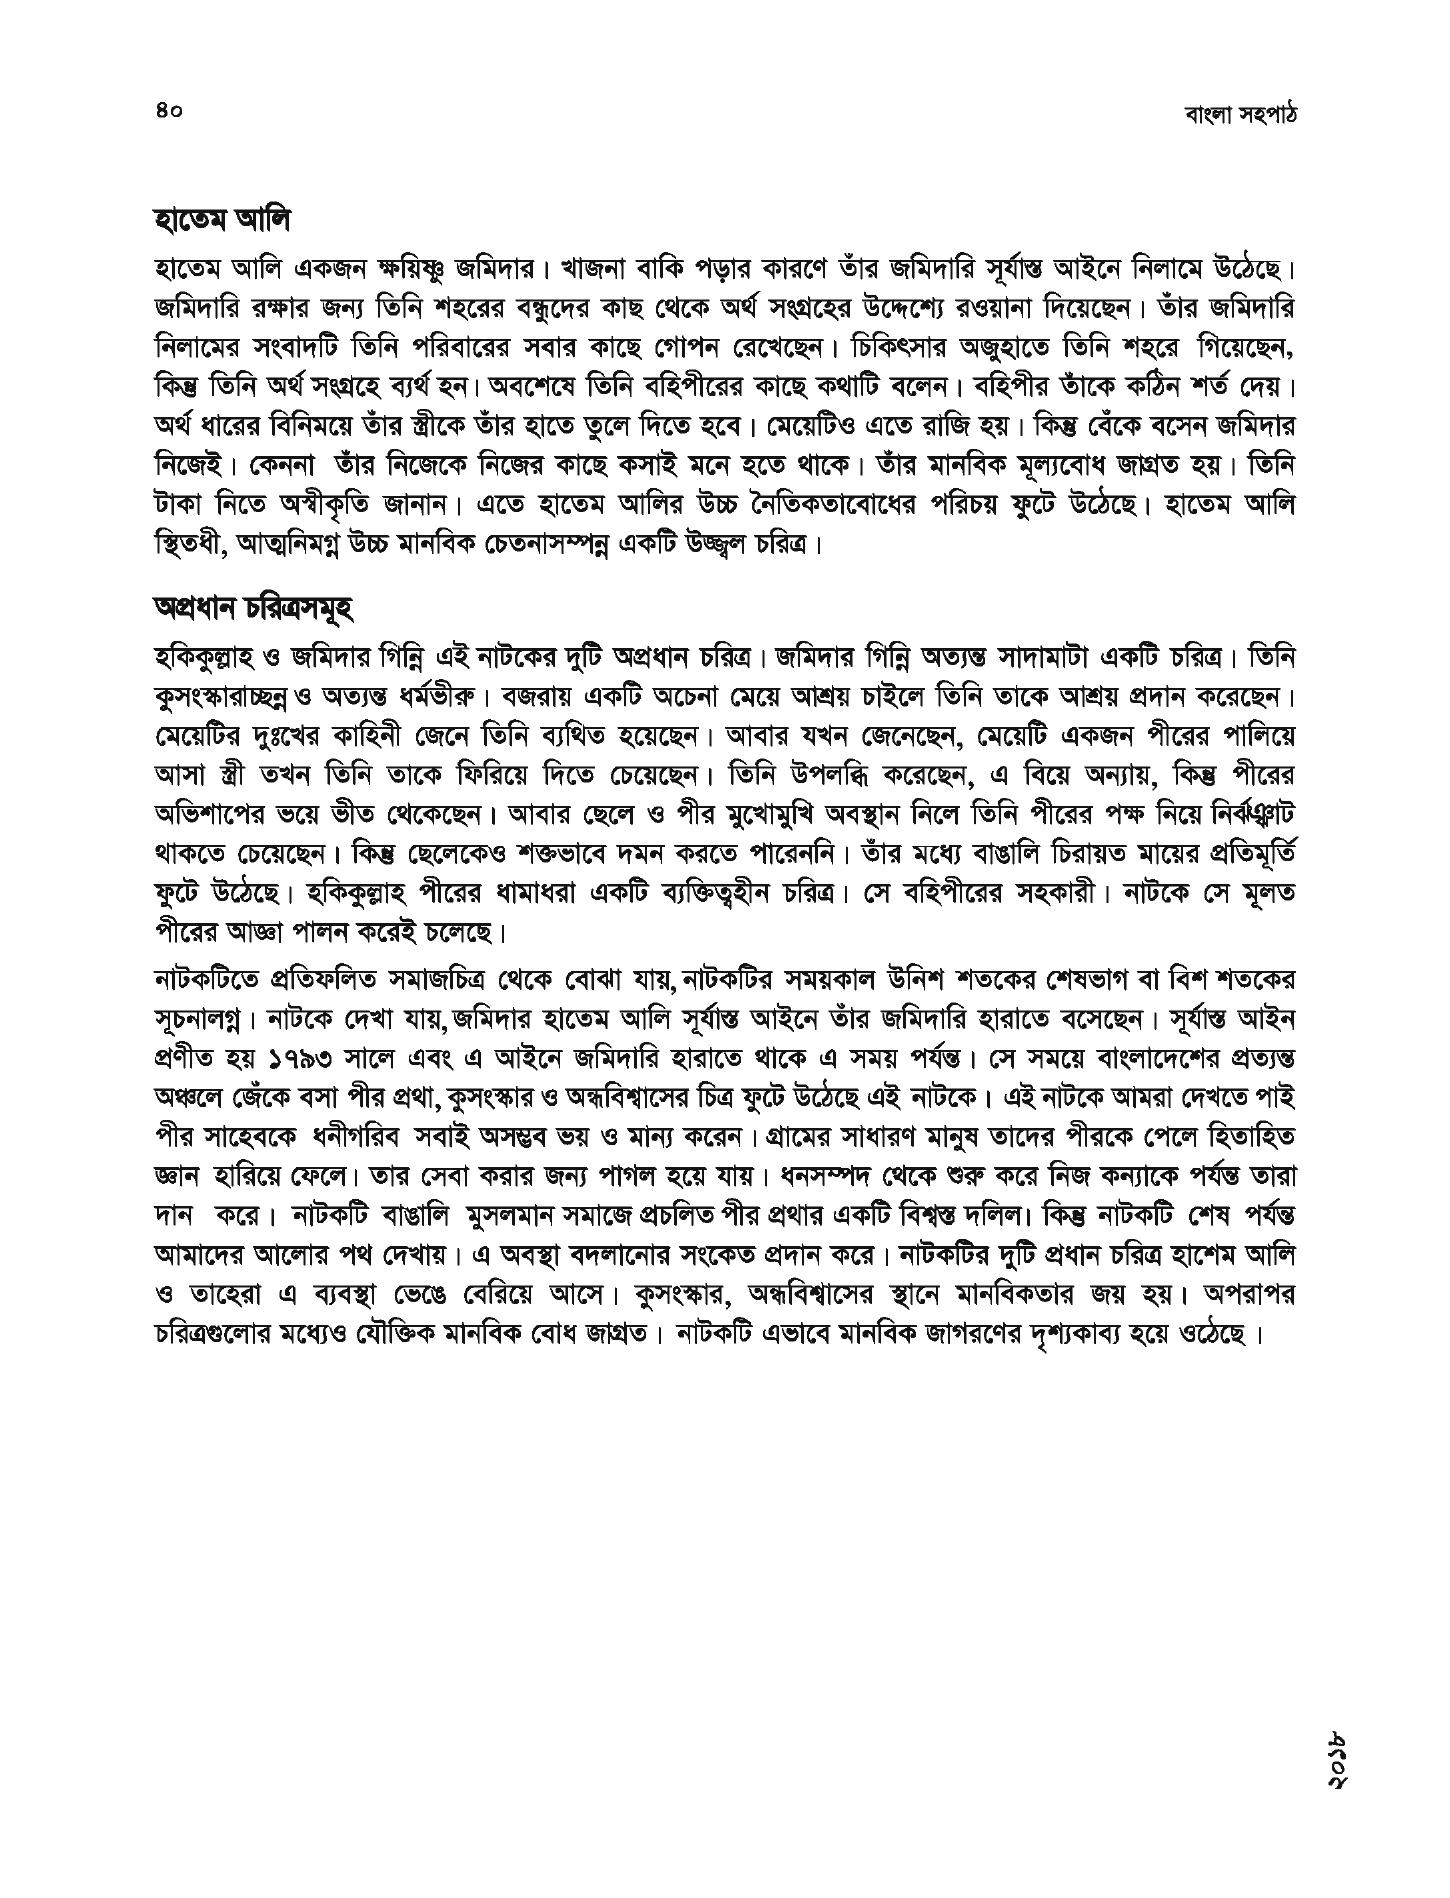 ৪০
বাংলা সহপাঠ
হাতেম আলি
হাতেম আলি একজন ক্ষয়িষ্ণু জমিদার। খাজনা বাকি পড়ার কারণে তাঁর জমিদারি সূর্যাস্ত আইনে নিলামে উঠেছে।
জমিদারি রক্ষার জন্য তিনি শহরের বন্ধুদের কাছ থেকে অর্থ সংগ্রহের উদ্দেশ্যে রওয়ানা দিয়েছেন। তাঁর জমিদারি
নিলামের সংবাদটি তিনি পরিবারের সবার কাছে গোপন রেখেছেন। চিকিৎসার অজুহাতে তিনি শহরে গিয়েছেন,
কিন্তু তিনি অর্থ সংগ্রহে ব্যর্থ হন। অবশেষে তিনি বহিপীরের কাছে কথাটি বলেন। বহিপীর তাঁকে কঠিন শর্ত দেয়।
অর্থ ধারের বিনিময়ে তাঁর স্ত্রীকে তাঁর হাতে তুলে দিতে হবে। মেয়েটিও এতে রাজি হয়। কিন্তু বেঁকে বসেন জমিদার
নিজেই। কেননা তাঁর নিজেকে নিজের কাছে কসাই মনে হতে থাকে। তাঁর মানবিক মূল্যবোধ জাগ্রত হয়। তিনি
টাকা নিতে অস্বীকৃতি জানান। এতে হাতেম আলির উচ্চ নৈতিকতাবোধের পরিচয় ফুটে উঠেছে। হাতেম আলি
স্থিতধী, আত্মনিমগ্ন উচ্চ মানবিক চেতনাসম্পন্ন একটি উজ্জ্বল চরিত্র।
অপ্রধান চরিত্রসমূহ
হকিকুল্লাহ ও জমিদার গিন্নি এই নাটকের দুটি অপ্রধান চরিত্র। জমিদার গিন্নি অত্যন্ত সাদামাটা একটি চরিত্র। তিনি
কুসংস্কারাচ্ছন্ন ও অত্যন্ত ধর্মভীরু। বজরায় একটি অচেনা মেয়ে আশ্রয় চাইলে তিনি তাকে আশ্রয় প্রদান করেছেন।
মেয়েটির দুঃখের কাহিনী জেনে তিনি ব্যথিত হয়েছেন। আবার যখন জেনেছেন, মেয়েটি একজন পীরের পালিয়ে
আসা স্ত্রী তখন তিনি তাকে ফিরিয়ে দিতে চেয়েছেন। তিনি উপলব্ধি করেছেন, এ বিয়ে অন্যায়, কিন্তু পীরের
অভিশাপের ভয়ে ভীত থেকেছেন। আবার ছেলে ও পীর মুখোমুখি অবস্থান নিলে তিনি পীরের পক্ষ নিয়ে নির্ঝঞ্ঝাট
থাকতে চেয়েছেন। কিন্তু ছেলেকেও শক্তভাবে দমন করতে পারেননি। তাঁর মধ্যে বাঙালি চিরায়ত মায়ের প্রতিমূর্তি
ফুটে উঠেছে। হকিকুল্লাহ পীরের ধামাধরা একটি ব্যক্তিত্বহীন চরিত্র। সে বহিপীরের সহকারী। নাটকে সে মূলত
পীরের আজ্ঞা পালন করেই চলেছে।
নাটকটিতে প্রতিফলিত সমাজচিত্র থেকে বোঝা যায়, নাটকটির সময়কাল উনিশ শতকের শেষভাগ বা বিশ শতকের
সূচনালগ্ন। নাটকে দেখা যায়, জমিদার হাতেম আলি সূর্যাস্ত আইনে তাঁর জমিদারি হারাতে বসেছেন। সূর্যাস্ত আইন
প্রণীত হয় ১৭৯৩ সালে এবং এ আইনে জমিদারি হারাতে থাকে এ সময় পর্যন্ত। সে সময়ে বাংলাদেশের প্রত্যন্ত
অঞ্চলে জেঁকে বসা পীর প্রথা, কুসংস্কার ও অন্ধবিশ্বাসের চিত্র ফুটে উঠেছে এই নাটকে। এই নাটকে আমরা দেখতে পাই
পীর সাহেবকে ধনীগরিব সবাই অসম্ভব ভয় ও মান্য করেন। গ্রামের সাধারণ মানুষ তাদের পীরকে পেলে হিতাহিত
জ্ঞান হারিয়ে ফেলে। তার সেবা করার জন্য পাগল হয়ে যায়। ধনসম্পদ থেকে শুরু করে নিজ কন্যাকে পর্যন্ত তারা
দান করে। নাটকটি বাঙালি মুসলমান সমাজে প্রচলিত পীর প্রথার একটি বিশ্বস্ত দলিল। কিন্তু নাটকটি শেষ পর্যন্ত
আমাদের আলোর পথ দেখায়। এ অবস্থা বদলানোর সংকেত প্রদান করে। নাটকটির দুটি প্রধান চরিত্র হাশেম আলি
ও তাহেরা এ ব্যবস্থা ভেঙে বেরিয়ে আসে। কুসংস্কার, অন্ধবিশ্বাসের স্থানে মানবিকতার জয় হয়। অপরাপর
চরিত্রগুলোর মধ্যেও যৌক্তিক মানবিক বোধ জাগ্রত। নাটকটি এভাবে মানবিক জাগরণের দৃশ্যকাব্য হয়ে ওঠেছে।
২০১৮